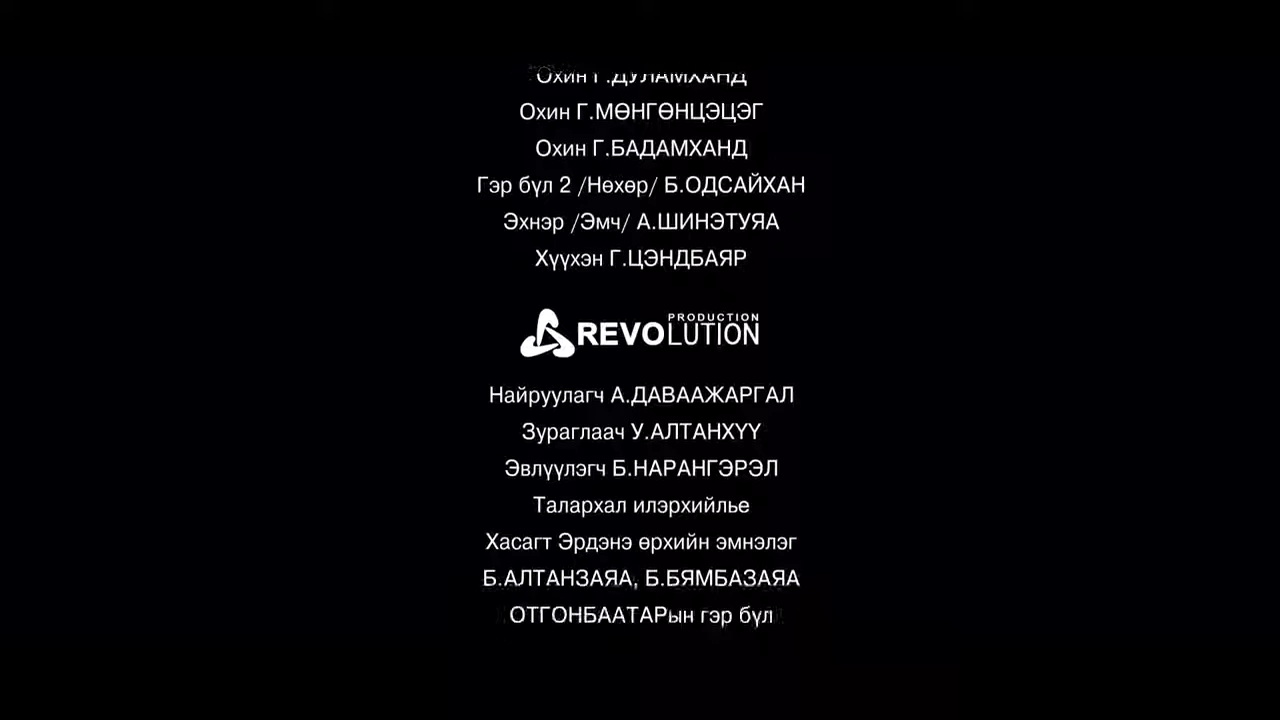 Охин Г.ДУЛАМХАНД
Охин Г.МӨНГӨНЦЭЦЭГ
Охин Г.БАДАМХАНД
Гэр бүл 2 /Нөхөр/ Б.ОДСАЙХАН
Эхнэр /Эмч/ А.ШИНЭТУЯА
Хүүхэн Г.ЦЭНДБАЯР
PRODUCTION
REVOLUTION
Найруулагч А.ДАВААЖАРГАЛ
Зураглаач У.АЛТАНХҮҮ
Эвлүүлэгч Б.НАРАНГЭРЭЛ
Талархал илэрхийлье
Хасагт Эрдэнэ өрхийн эмнэлэг
Б.АЛТАНЗАЯА, Б.БЯМБАЗАЯА
ОТГОНБААТАРын гэр бүл